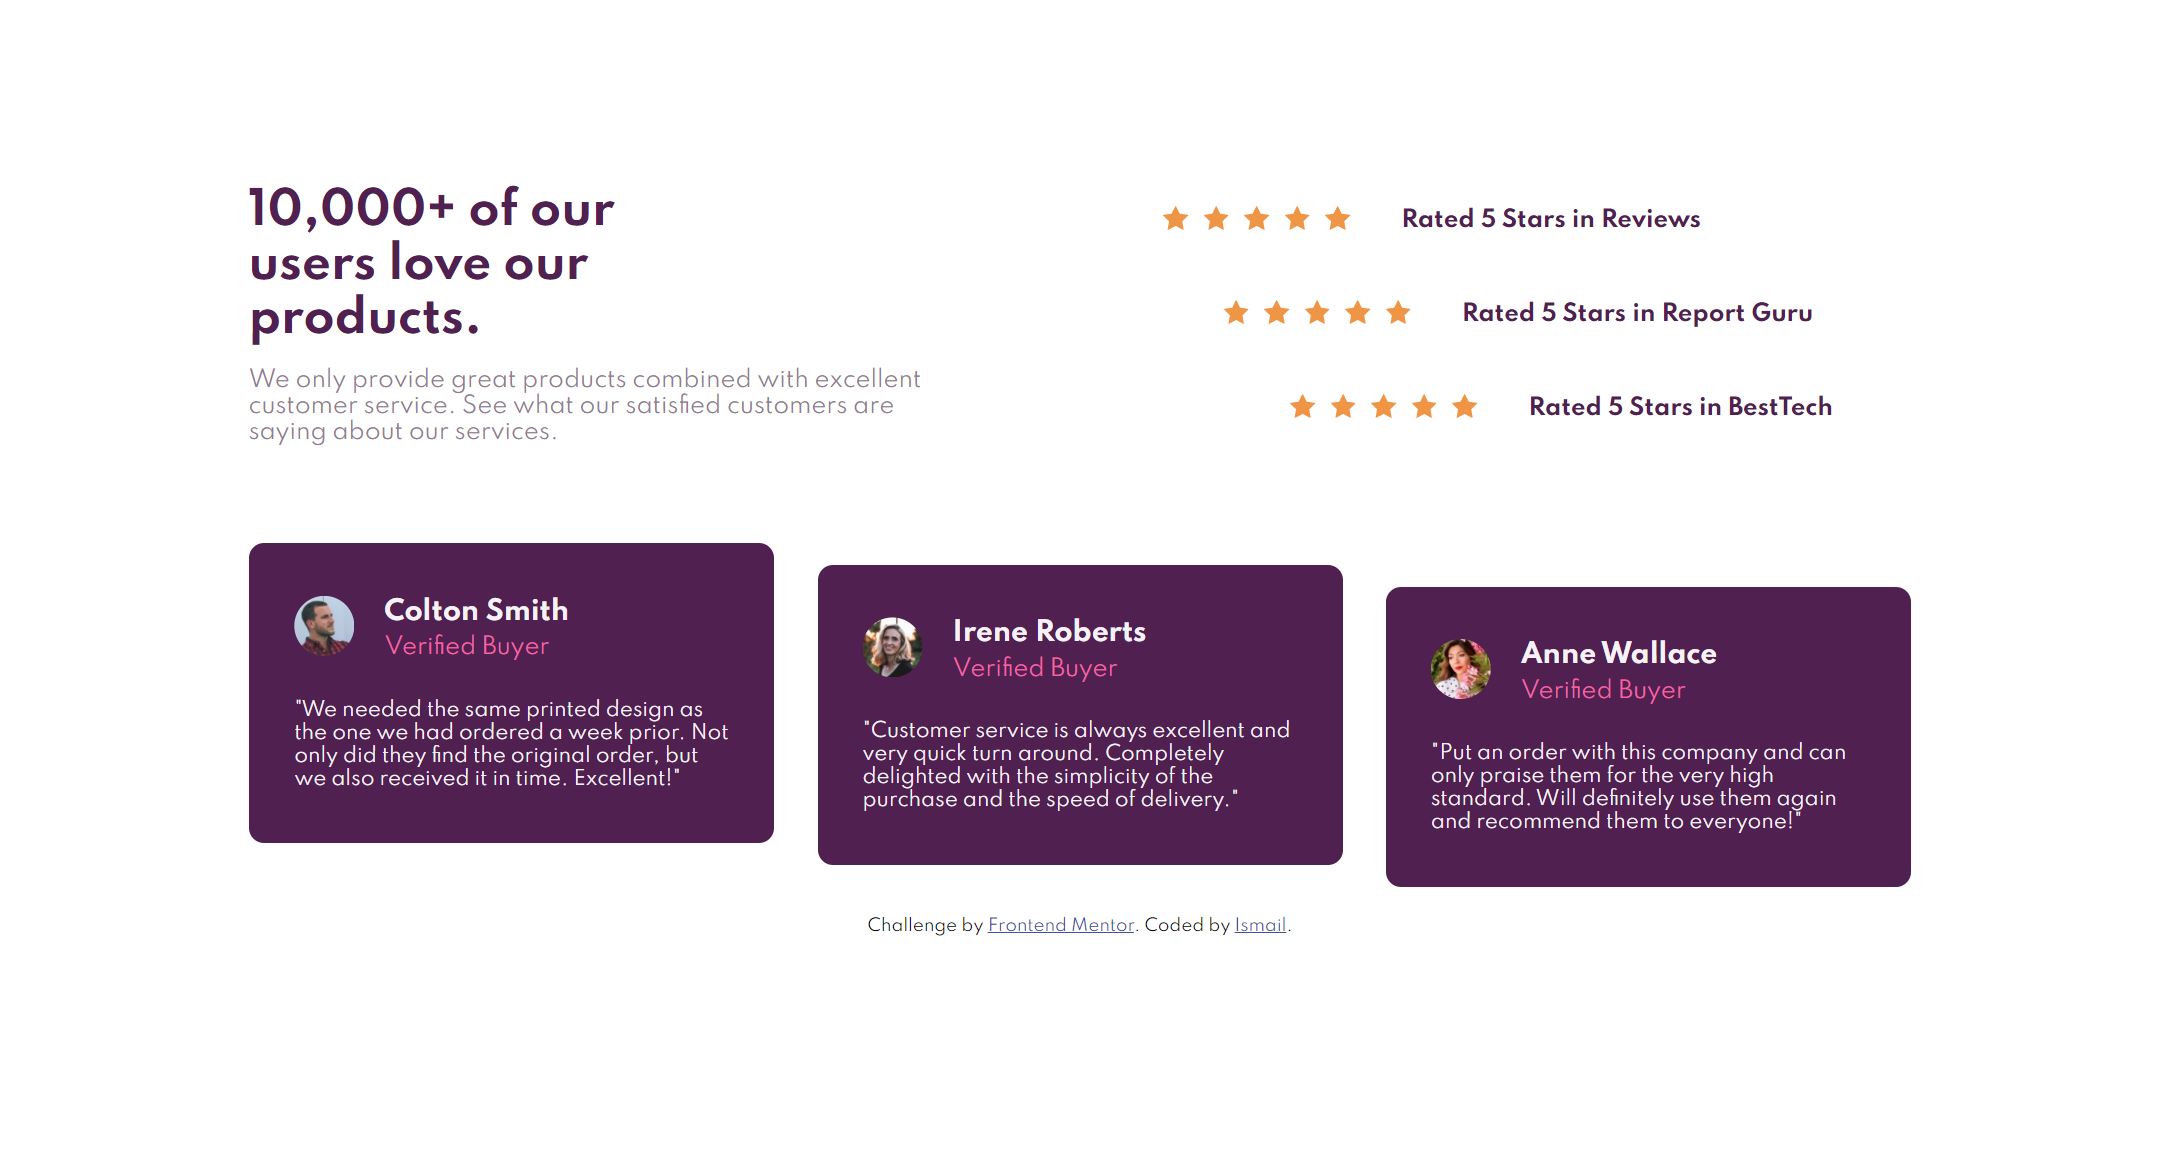 10,000+ of our
users love our
products.
We only provide great products combined with excellent
customer service. See what our satisfied customers are
saying about our services.
Rated 5 Stars in Reviews
Rated 5 Stars in Report Guru
Rated 5 Stars in BestTech
Colton Smith
Verified Buyer
"We needed the same printed design as
the one we had ordered a week prior. Not
only did they find the original order, but
we also received it in time. Excellent!"
Irene Roberts
Verified Buyer
"Customer service is always excellent and
very quick turn around. Completely
delighted with the simplicity of the
purchase and the speed of delivery."
Anne Wallace
Verified Buyer
"Put an order with this company and can
only praise them for the very high
standard. Will definitely use them again
and recommend them to everyone!"
Challenge by Frontend Mentor. Coded by Ismail.